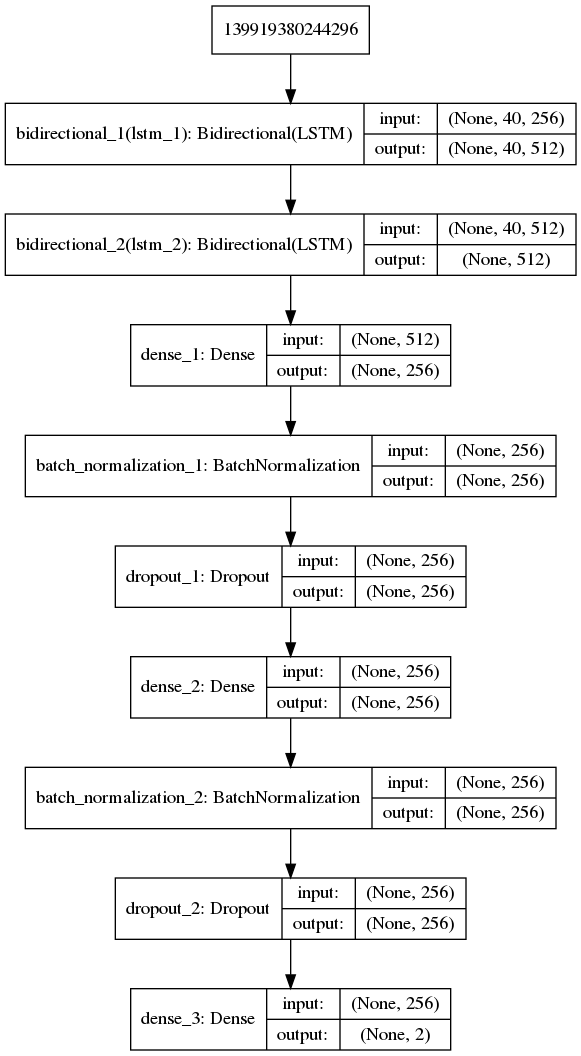 139919380244296
bidirectional_1(lstm_1): Bidirectional(LSTM)
input: (None, 40, 256)
output: (None, 40, 512)
bidirectional_2(lstm_2): Bidirectional(LSTM)
input: (None, 40, 512)
output: (None, 512)
dense_1: Dense
input: (None, 512)
output: (None, 256)
batch_normalization_1: BatchNormalization
input: (None, 256)
output: (None, 256)
dropout_1: Dropout
input: (None, 256)
output: (None, 256)
dense_2: Dense
input: (None, 256)
output: (None, 256)
batch_normalization_2: BatchNormalization
input: (None, 256)
output: (None, 256)
dropout_2: Dropout
input: (None, 256)
output: (None, 256)
dense_3: Dense
input: (None, 256)
output: (None, 2)